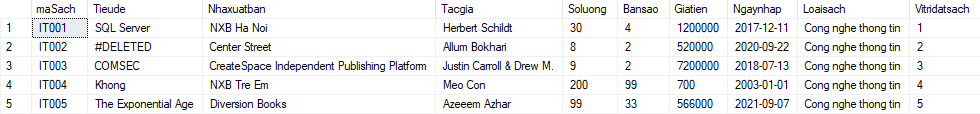 maSach Tieude Nhaxuatban Tacgia Soluong Bansao Giatien Ngaynhap Loaisach Vitridatsach
1 IT001 SQL Server NXB Ha Noi Herbert Schildt 30 4 1200000 2017-12-11 Cong nghe thong tin 1
2 IT002 #DELETED Center Street Allum Bokhari 8 2 520000 2020-09-22 Cong nghe thong tin 2
3 IT003 COMSEC CreateSpace Independent Publishing Platform Justin Carroll & Drew M. 9 2 7200000 2018-07-13 Cong nghe thong tin 3
4 IT004 Khong NXB Tre Em Meo Con 200 99 700 2003-01-01 Cong nghe thong tin 4
5 IT005 The Exponential Age Diversion Books Azeeem Azhar 99 33 566000 2021-09-07 Cong nghe thong tin 5